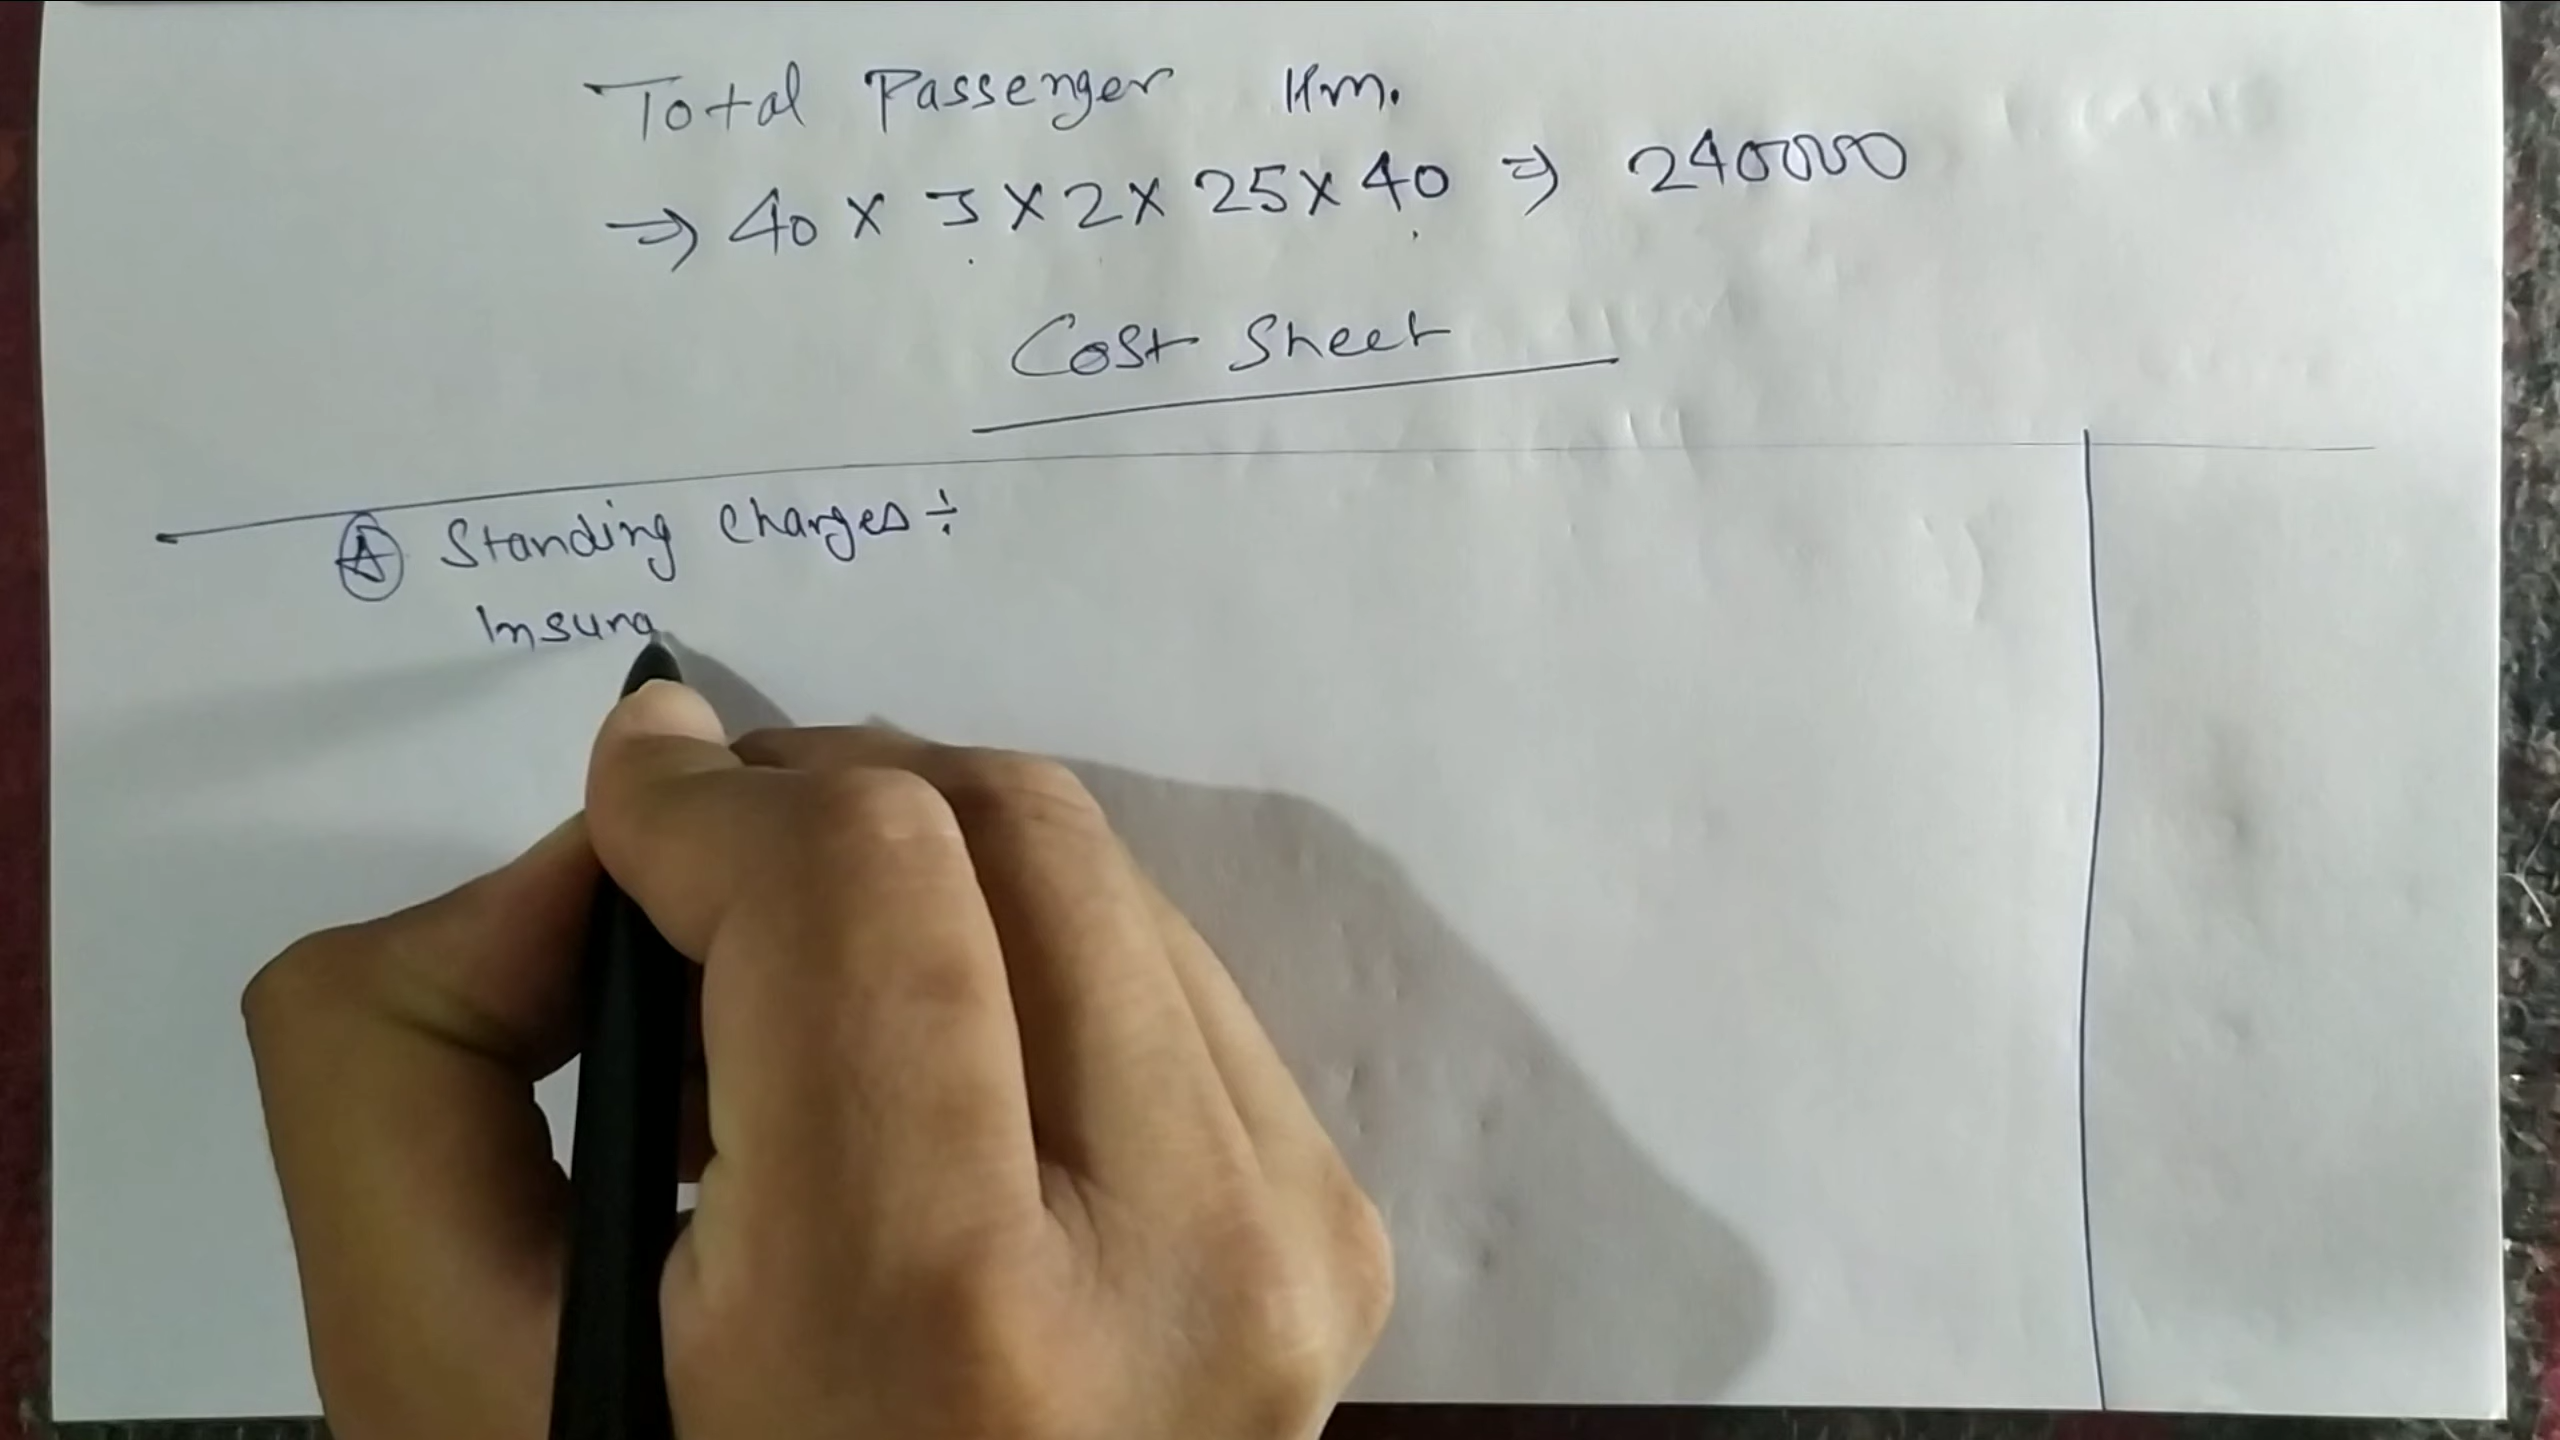 Total Passenger Km.
⇒ 40 × 3 × 2 × 25 × 40 ⇒ 240000
Cost Sheet
A Standing Charges ÷
Insura